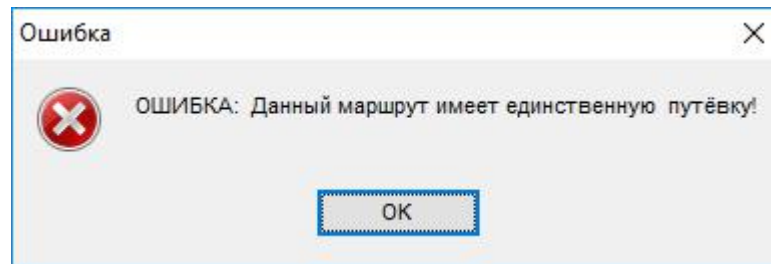 Ошибка
ОШИБКА:  Данный маршрут имеет единственную  путёвку!
OK